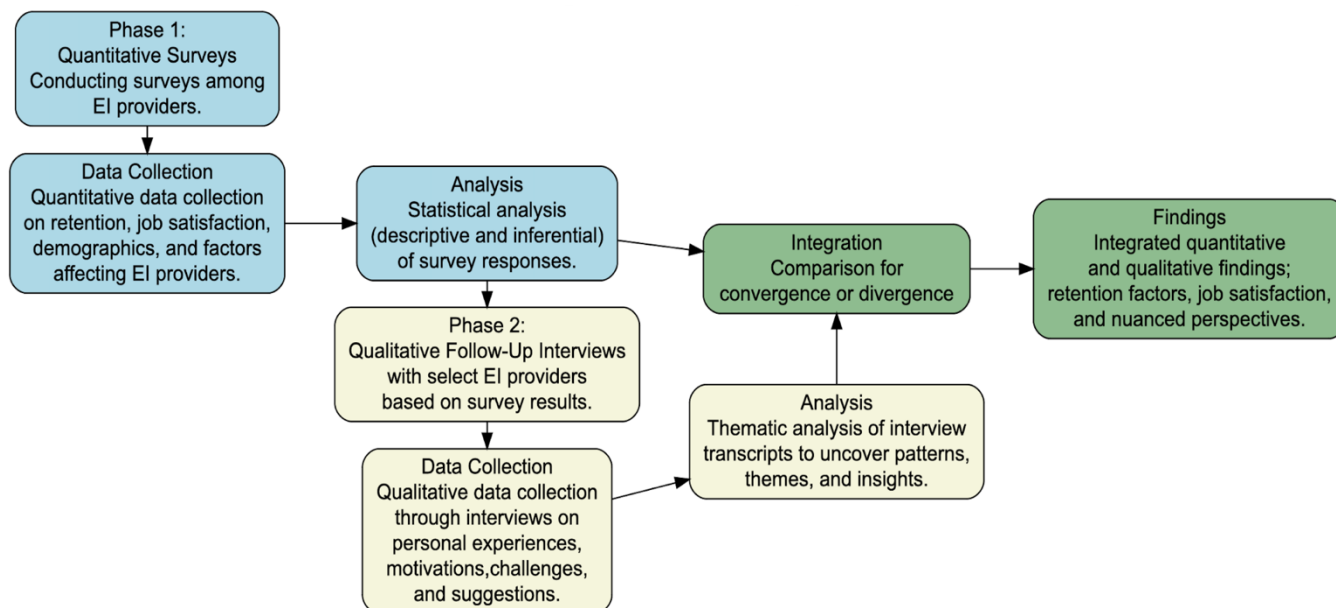 Phase 1:
Quantitative Surveys
Conducting surveys among
EI providers.
Data Collection
Quantitative data collection
on retention, job satisfaction,
demographics, and factors
affecting EI providers.
Analysis
Statistical analysis
(descriptive and inferential)
of survey responses.
Phase 2:
Qualitative Follow-Up Interviews
with select EI providers
based on survey results.
Data Collection
Qualitative data collection
through interviews on
personal experiences,
motivations,challenges,
and suggestions.
Analysis
Thematic analysis of interview
transcripts to uncover patterns,
themes, and insights.
Integration
Comparison for
convergence or divergence
Findings
Integrated quantitative
and qualitative findings;
retention factors, job satisfaction,
and nuanced perspectives.